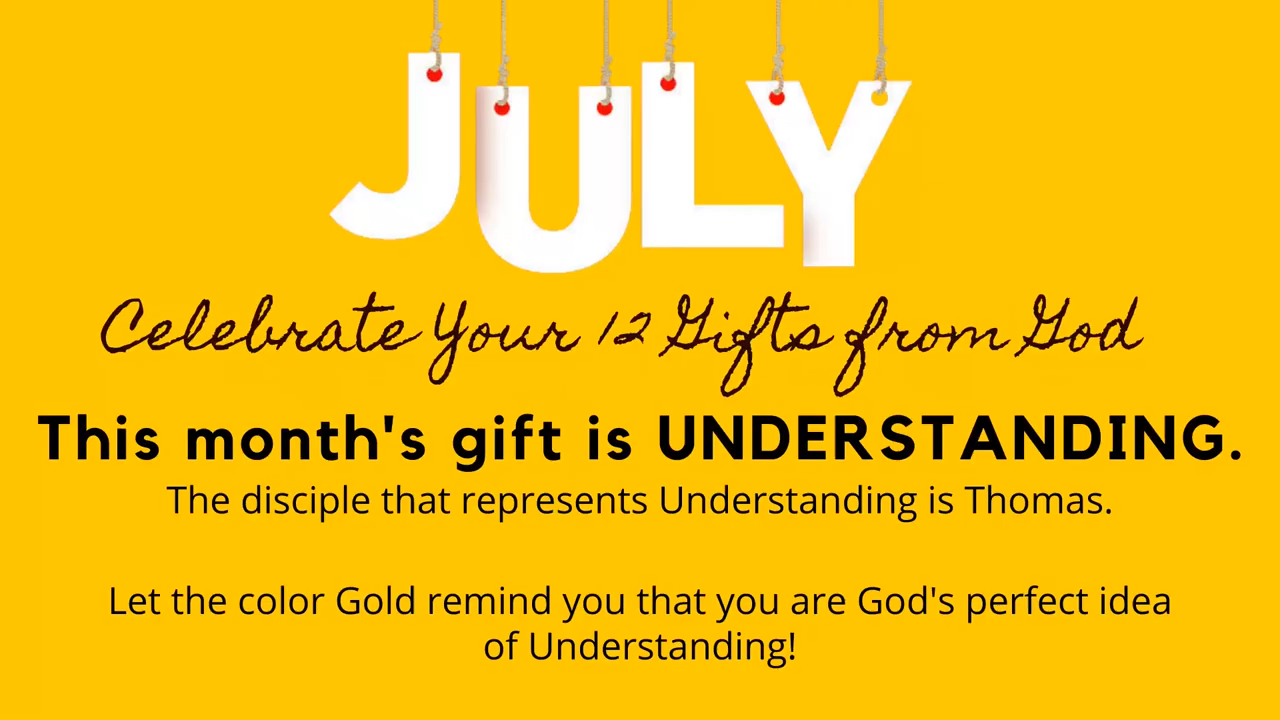 JULY
Celebrate Your 12 Gifts from God
This month's gift is UNDERSTANDING.
The disciple that represents Understanding is Thomas.
Let the color Gold remind you that you are God's perfect idea
of Understanding!